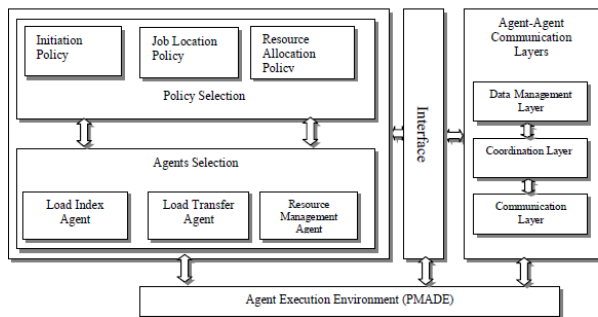 Initiation
Policy
Job Location
Policy
Resource
Allocation
Policy
Policy Selection
Agents Selection
Load Index
Agent
Load Transfer
Agent
Resource
Management
Agent
Interface
Agent-Agent
Communication
Layers
Data Management
Layer
Coordination Layer
Communication
Layer
Agent Execution Environment (PMADE)